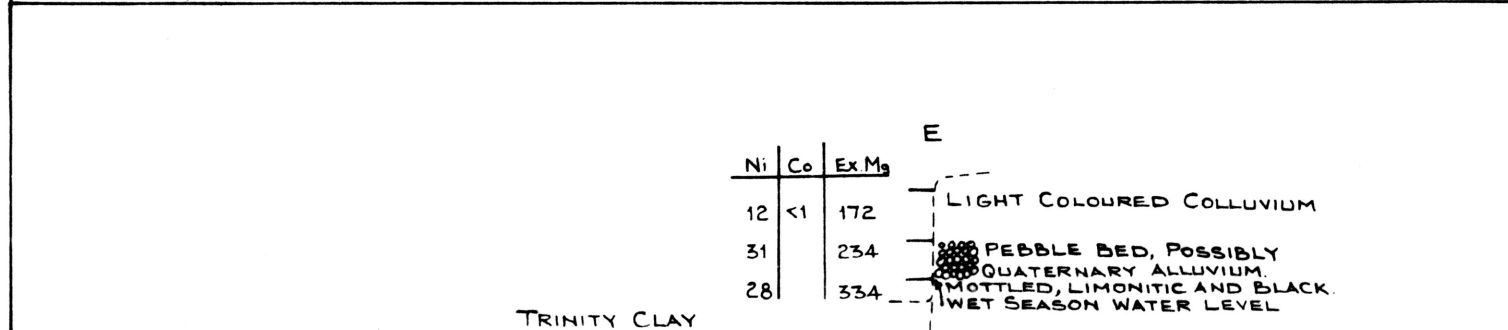 E
Ni Co Ex.Mg
LIGHT COLOURED COLLUVIUM
12 <1 172
31 234 PEBBLE BED, POSSIBLY
QUATERNARY ALLUVIUM.
28 334 MOTTLED, LIMONITIC AND BLACK.
WET SEASON WATER LEVEL
TRINITY CLAY